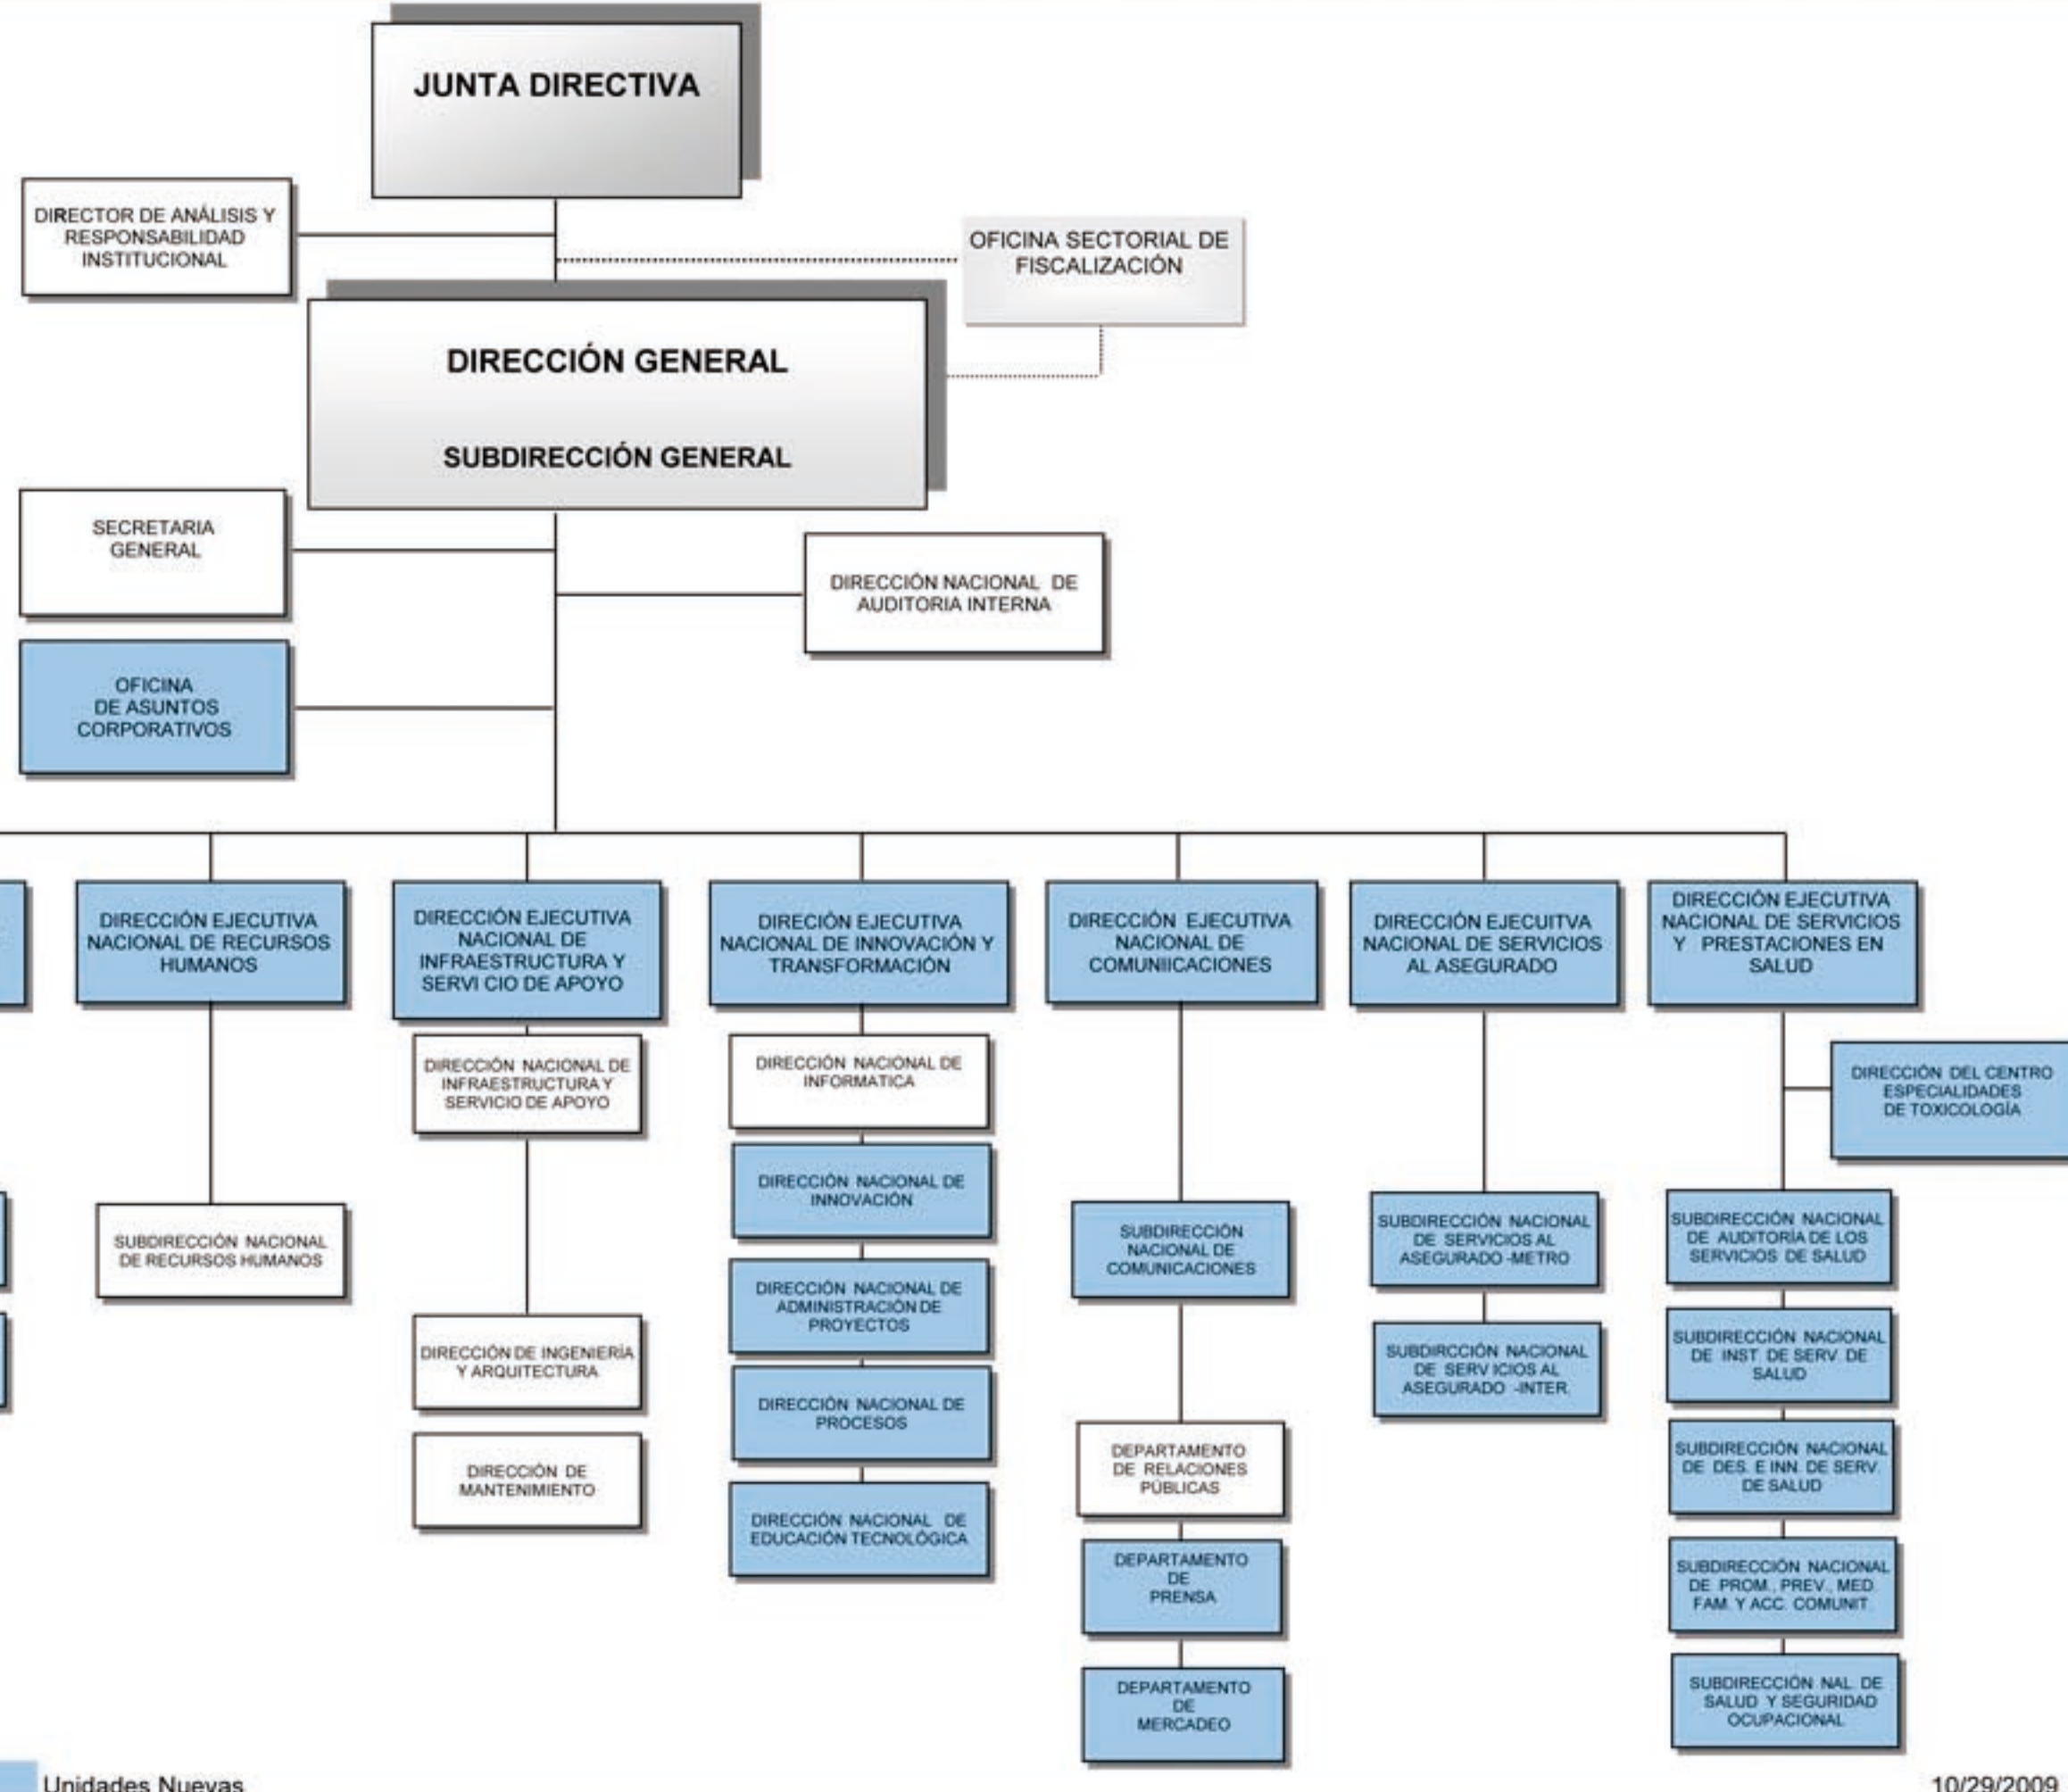 JUNTA DIRECTIVA
DIRECTOR DE ANÁLISIS Y
RESPONSABILIDAD
INSTITUCIONAL
OFICINA SECTORIAL DE
FISCALIZACIÓN
DIRECCIÓN GENERAL
SUBDIRECCIÓN GENERAL
SECRETARIA
GENERAL
DIRECCIÓN NACIONAL DE
AUDITORIA INTERNA
OFICINA
DE ASUNTOS
CORPORATIVOS
DIRECCIÓN EJECUTIVA
NACIONAL DE RECURSOS
HUMANOS
SUBDIRECCIÓN NACIONAL
DE RECURSOS HUMANOS
DIRECCIÓN EJECUTIVA
NACIONAL DE
INFRAESTRUCTURA Y
SERVI CIO DE APOYO
DIRECCIÓN NACIONAL DE
INFRAESTRUCTURA Y
SERVICIO DE APOYO
DIRECCIÓN DE INGENIERÍA
Y ARQUITECTURA
DIRECCIÓN DE
MANTENIMIENTO
DIRECIÓN EJECUTIVA
NACIONAL DE INNOVACIÓN Y
TRANSFORMACIÓN
DIRECCIÓN NACIONAL DE
INFORMATICA
DIRECCIÓN NACIONAL DE
INNOVACIÓN
DIRECCIÓN NACIONAL DE
ADMINISTRACIÓN DE
PROYECTOS
DIRECCIÓN NACIONAL DE
PROCESOS
DIRECCIÓN NACIONAL DE
EDUCACIÓN TECNOLÓGICA
DIRECCIÓN EJECUTIVA
NACIONAL DE
COMUNIICACIONES
SUBDIRECCIÓN
NACIONAL DE
COMUNICACIONES
DEPARTAMENTO
DE RELACIONES
PÚBLICAS
DEPARTAMENTO
DE
PRENSA
DEPARTAMENTO
DE
MERCADEO
DIRECCIÓN EJECUITVA
NACIONAL DE SERVICIOS
AL ASEGURADO
SUBDIRECCIÓN NACIONAL
DE SERVICIOS AL
ASEGURADO -METRO
SUBDIRCCIÓN NACIONAL
DE SERV ICIOS AL
ASEGURADO -INTER.
DIRECCIÓN EJECUTIVA
NACIONAL DE SERVICIOS
Y PRESTACIONES EN
SALUD
DIRECCIÓN DEL CENTRO
ESPECIALIDADES
DE TOXICOLOGÍA
SUBDIRECCIÓN NACIONAL
DE AUDITORÍA DE LOS
SERVICIOS DE SALUD
SUBDIRECCIÓN NACIONAL
DE INST. DE SERV. DE
SALUD
SUBDIRECCIÓN NACIONAL
DE DES. E INN. DE SERV.
DE SALUD
SUBDIRECCIÓN NACIONAL
DE PROM., PREV., MED.
FAM. Y ACC. COMUNIT.
SUBDIRECCIÓN NAL. DE
SALUD Y SEGURIDAD
OCUPACIONAL
Unidades Nuevas
10/29/2009